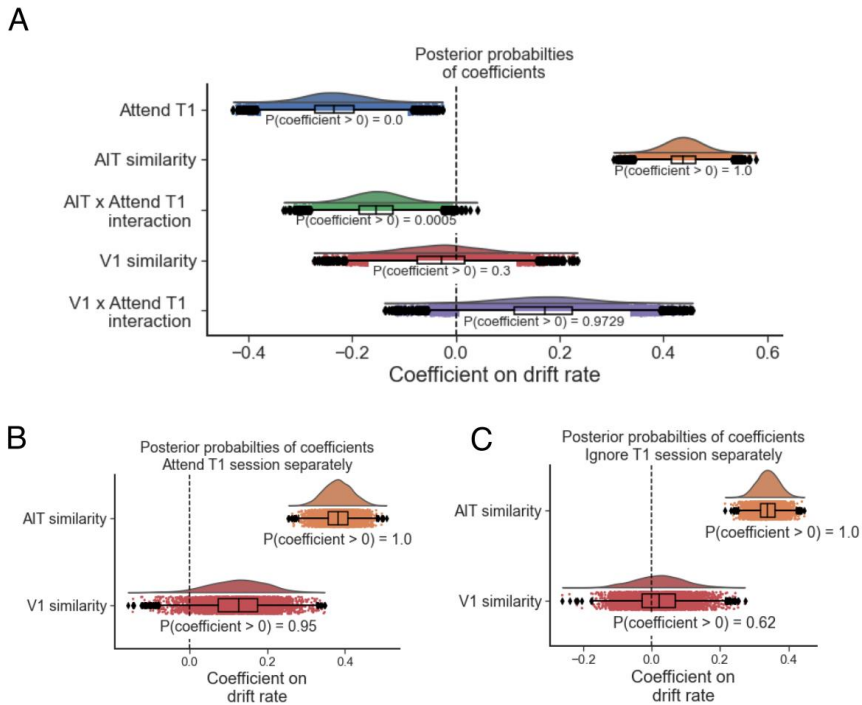 A
Posterior probabilties
of coefficients
Attend T1
P(coefficient > 0) = 0.0
AIT similarity
P(coefficient > 0) = 1.0
AIT x Attend T1
interaction
P(coefficient > 0) = 0.0005
V1 similarity
P(coefficient > 0) = 0.3
V1 x Attend T1
interaction
P(coefficient > 0) = 0.9729
−0.4 −0.2 0.0 0.2 0.4 0.6
Coefficient on drift rate
B
Posterior probabilties of coefficients
Attend T1 session separately
AIT similarity
P(coefficient > 0) = 1.0
V1 similarity
P(coefficient > 0) = 0.95
0.0 0.2 0.4
Coefficient on
drift rate
C
Posterior probabilties of coefficients
Ignore T1 session separately
AIT similarity
P(coefficient > 0) = 1.0
V1 similarity
P(coefficient > 0) = 0.62
−0.2 0.0 0.2 0.4
Coefficient on
drift rate